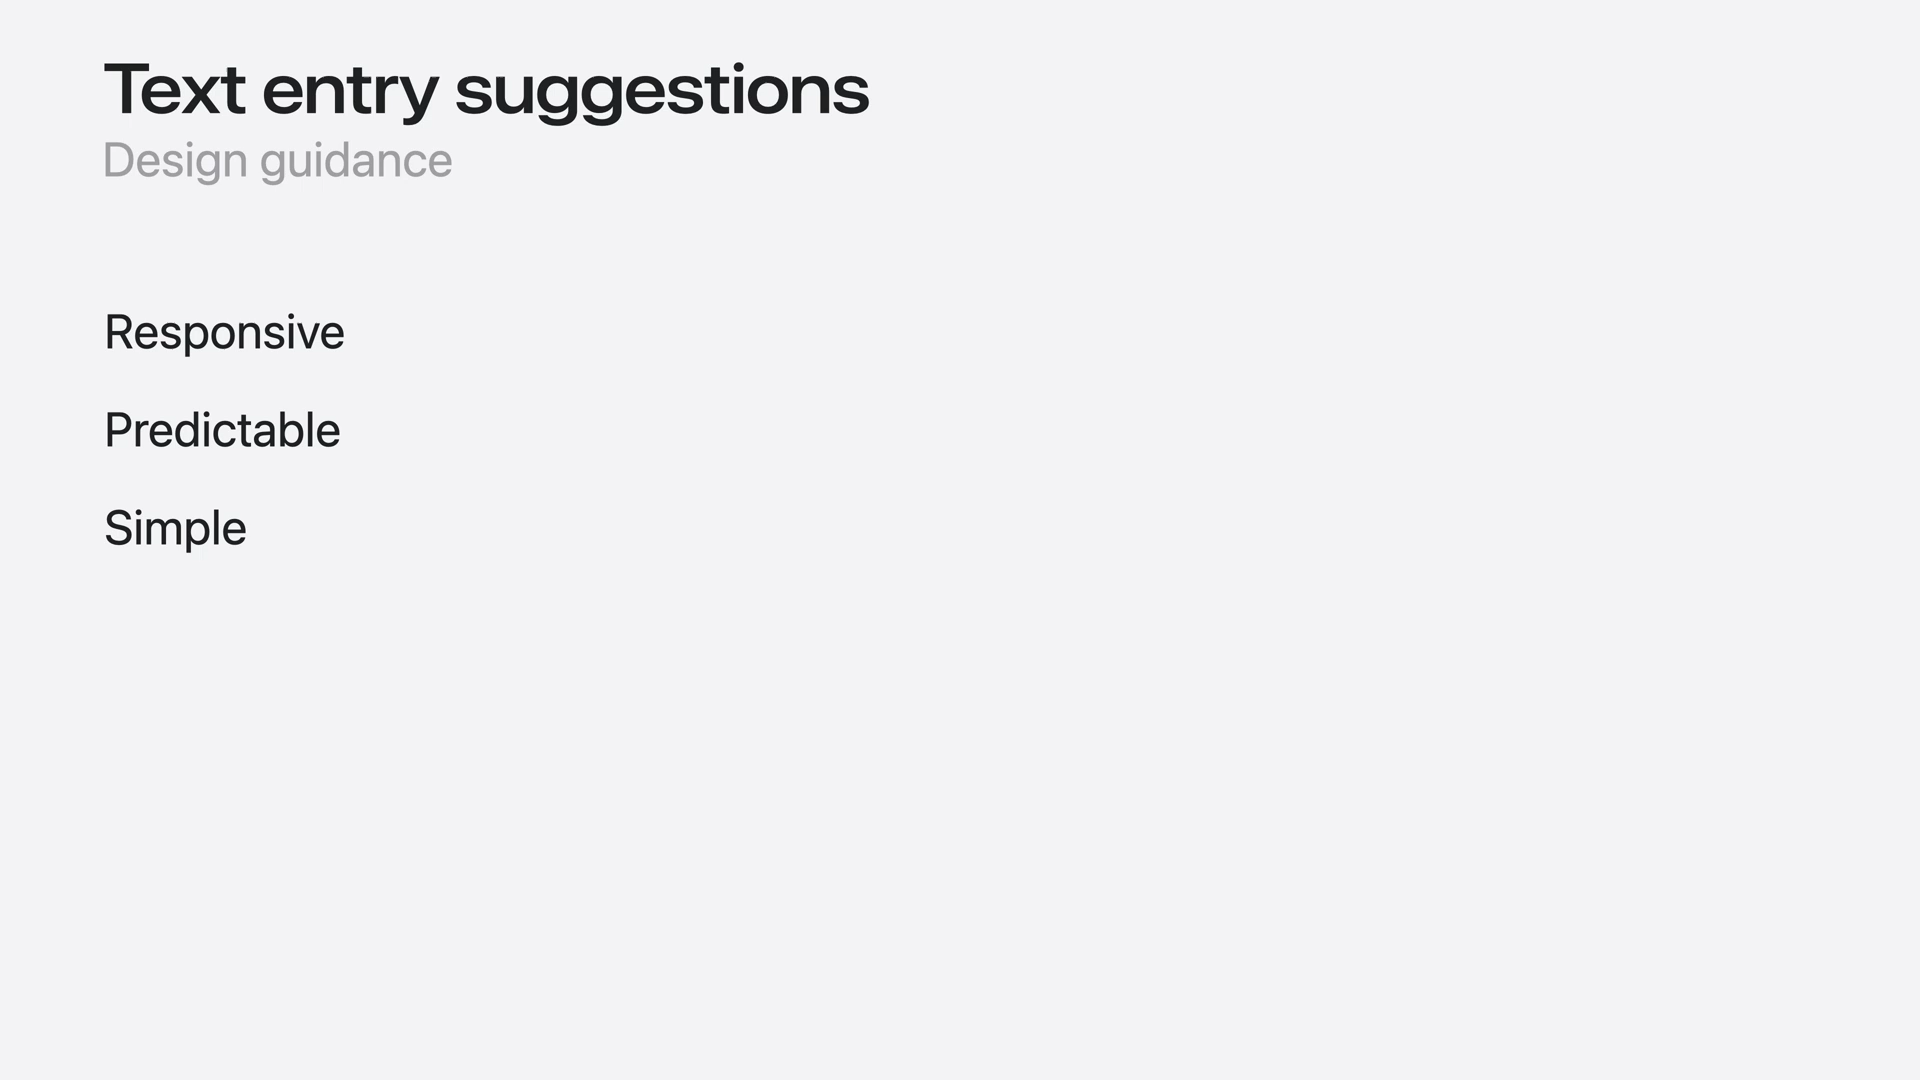 Text entry suggestions
Design guidance
Responsive
Predictable
Simple